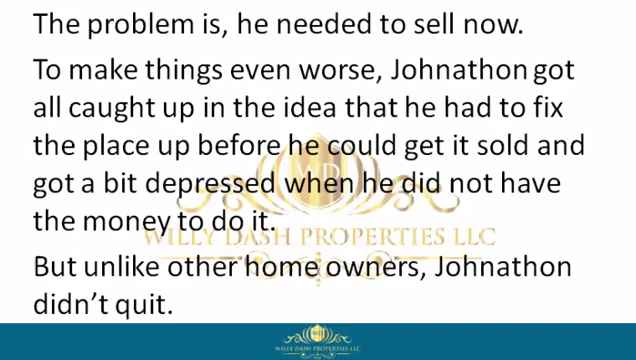 The problem is, he needed to sell now.
To make things even worse, Johnathon got
all caught up in the idea that he had to fix
the place up before he could get it sold and
got a bit depressed when he did not have
the money to do it.
WILLY DASH PROPERTIES LLC
But unlike other home owners, Johnathon
didn’t quit.
WILLY DASH PROPERTIES LLC